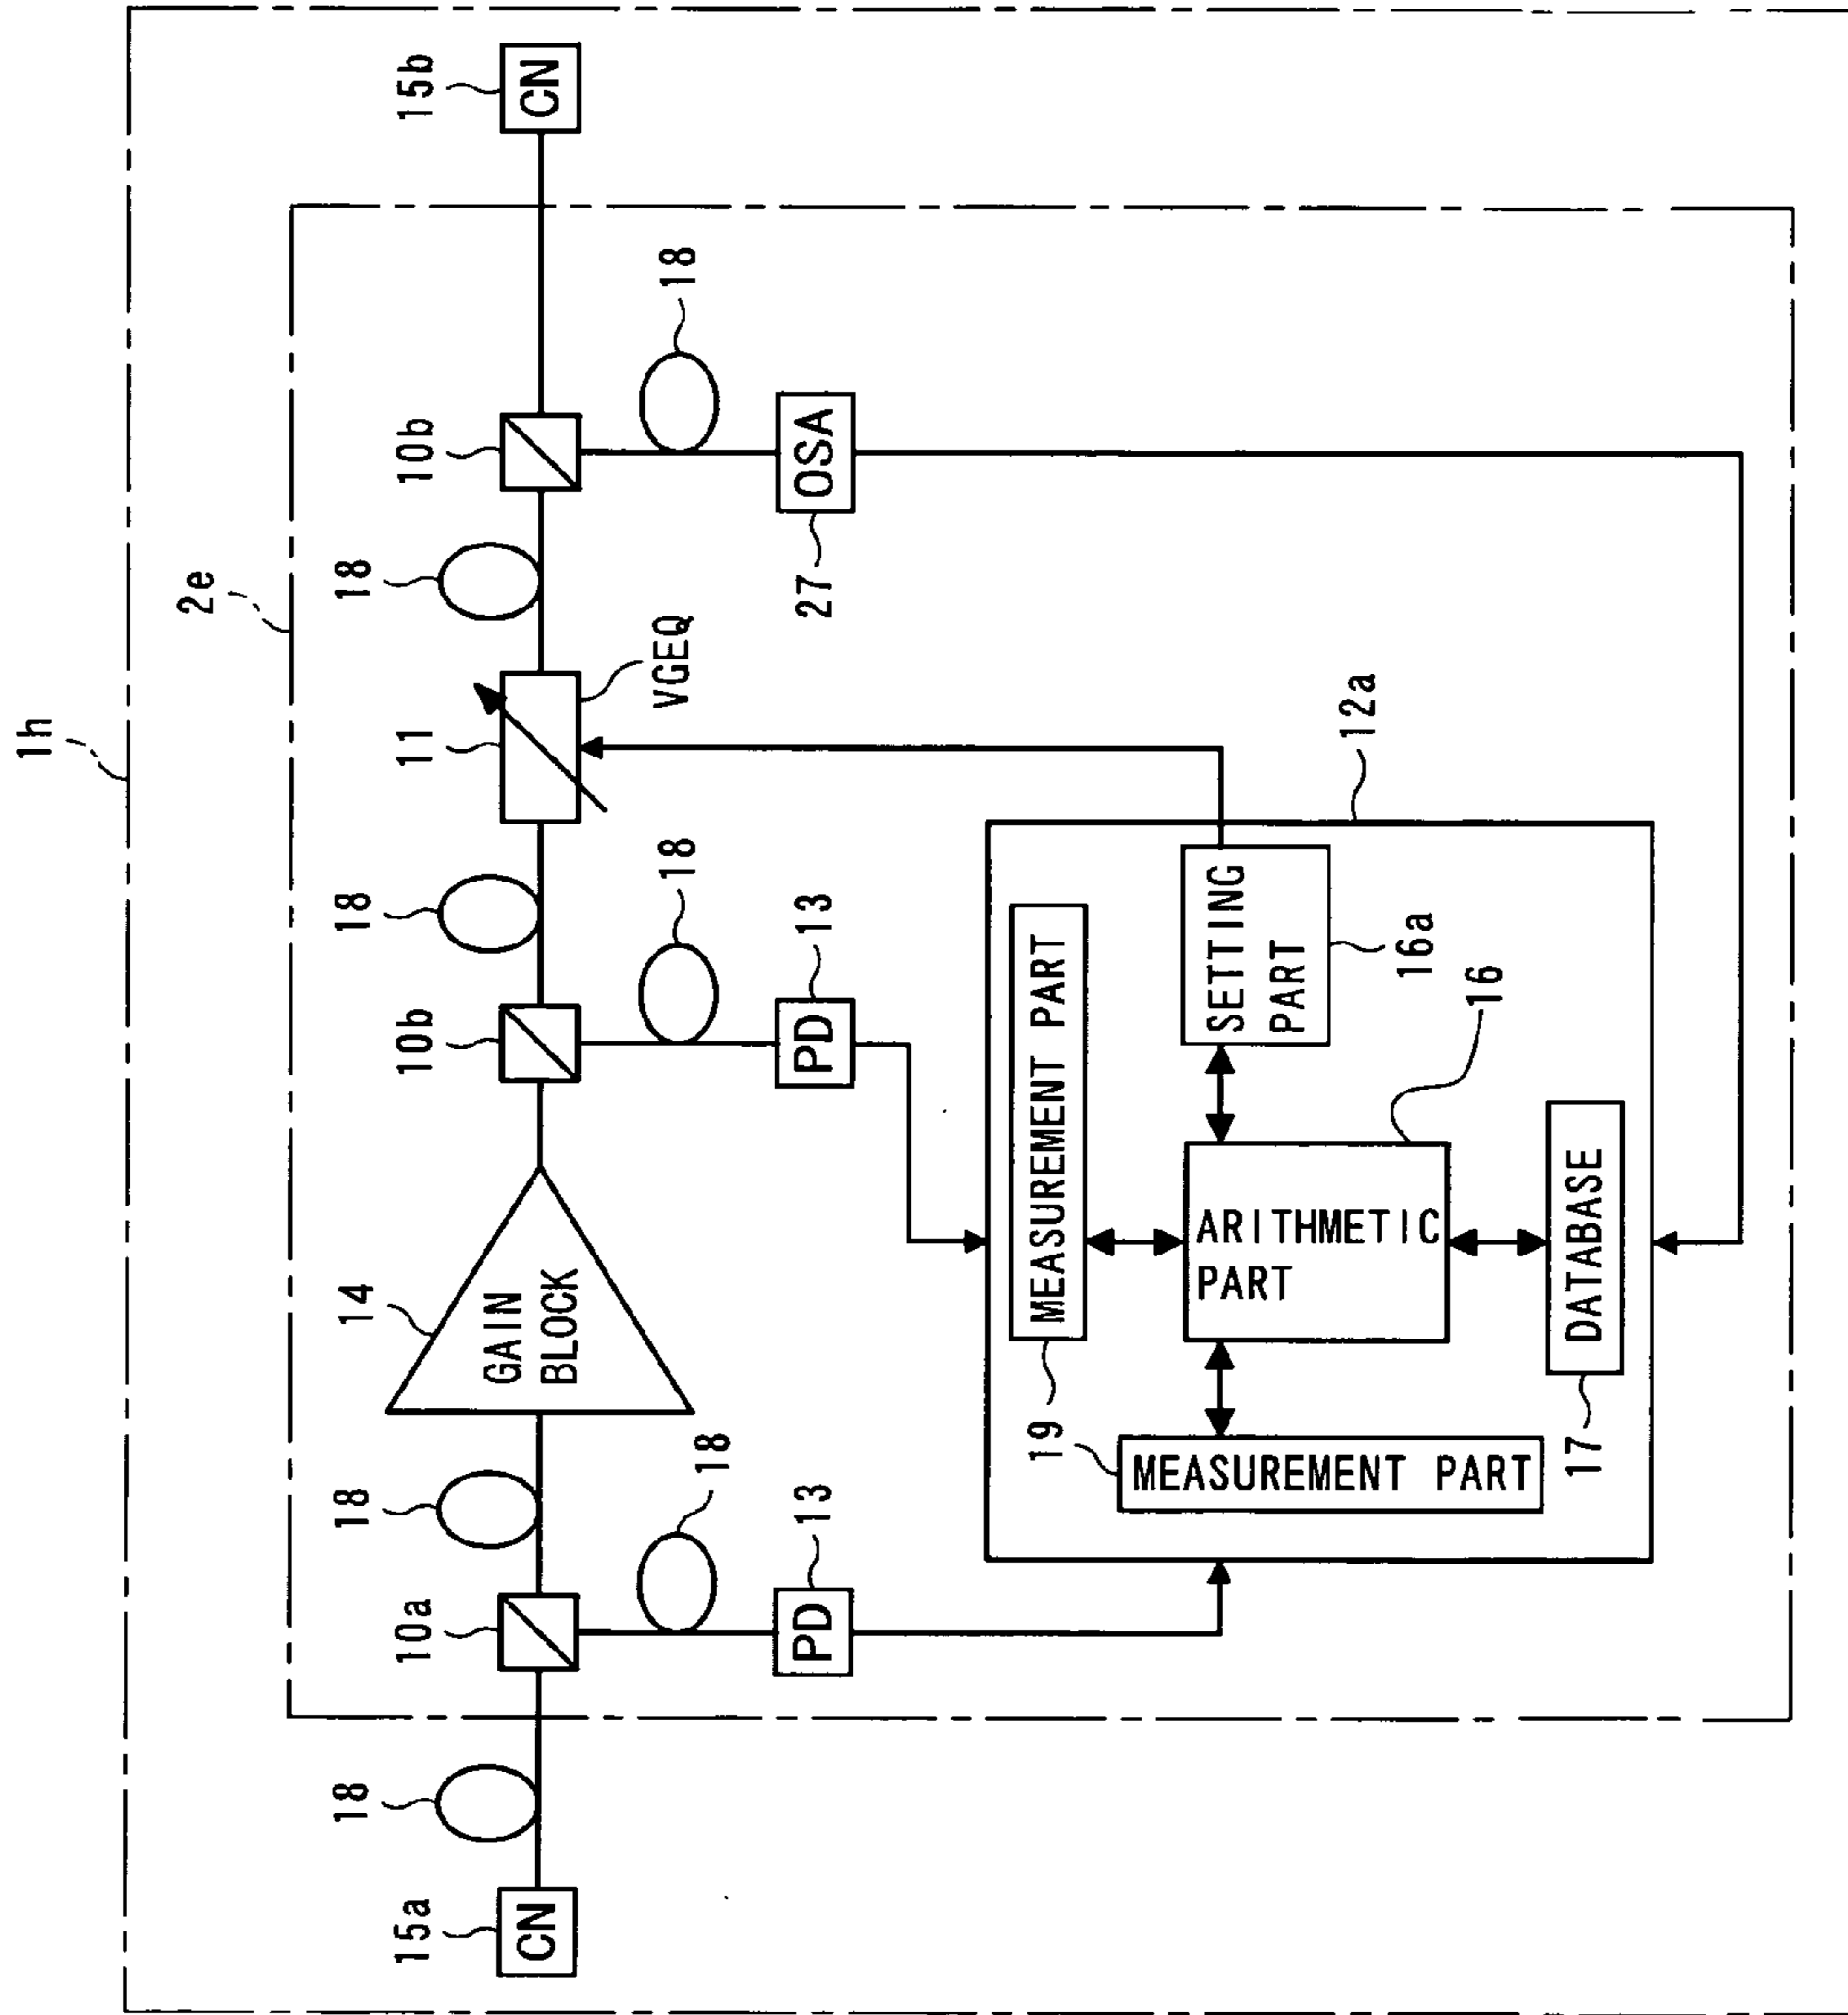 1h
2e
15a
CN
18
10a
18
14
GAIN
BLOCK
10b
18
11
VGEQ
18
10b
15b
CN
18
PD
13
18
PD
13
18
OSA
27
12a
19
MEASUREMENT PART
SETTING
PART
16a
19
MEASUREMENT PART
ARITHMETIC
PART
16
DATABASE
17